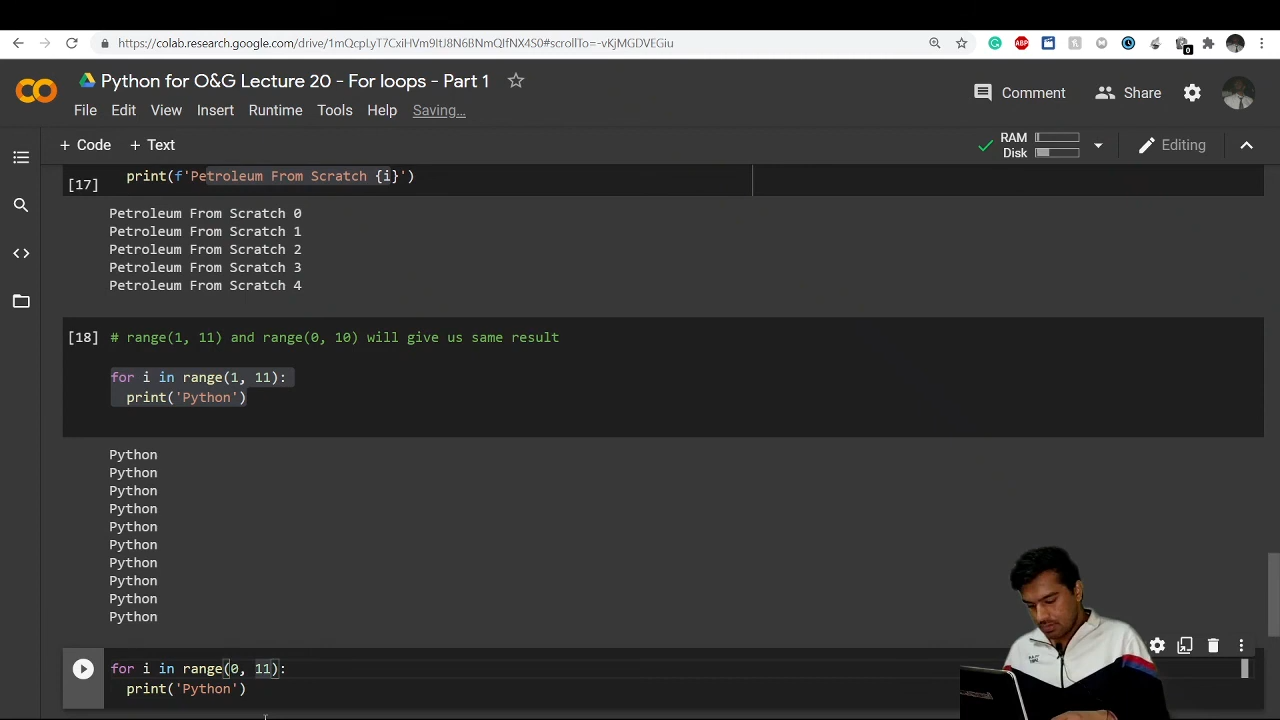 https://colab.research.google.com/drive/1mQcpLyT7CxiHVm9ltJ8N6BNmQlfNX4S0#scrollTo=-vKjMGDVEGiu
ABP
0
Python for O&G Lecture 20 - For loops - Part 1
File Edit View Insert Runtime Tools Help Saving...
Comment Share
+ Code + Text
RAM
Disk
Editing
print(f'Petroleum From Scratch {i}')
[17]
Petroleum From Scratch 0
Petroleum From Scratch 1
Petroleum From Scratch 2
Petroleum From Scratch 3
Petroleum From Scratch 4
[18] # range(1, 11) and range(0, 10) will give us same result
for i in range(1, 11):
print('Python')
Python
Python
Python
Python
Python
Python
Python
Python
Python
Python
for i in range(0, 11):
print('Python')